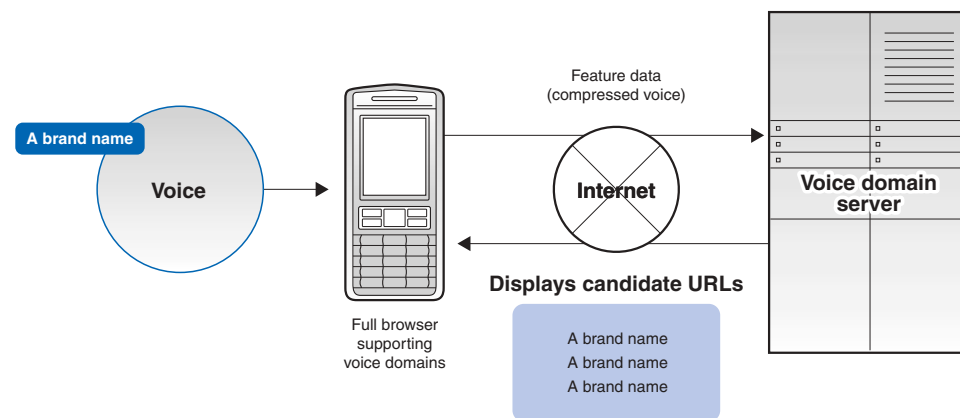 A brand name
Voice
Full browser
supporting
voice domains
Feature data
(compressed voice)
Internet
Voice domain
server
Displays candidate URLs
A brand name
A brand name
A brand name